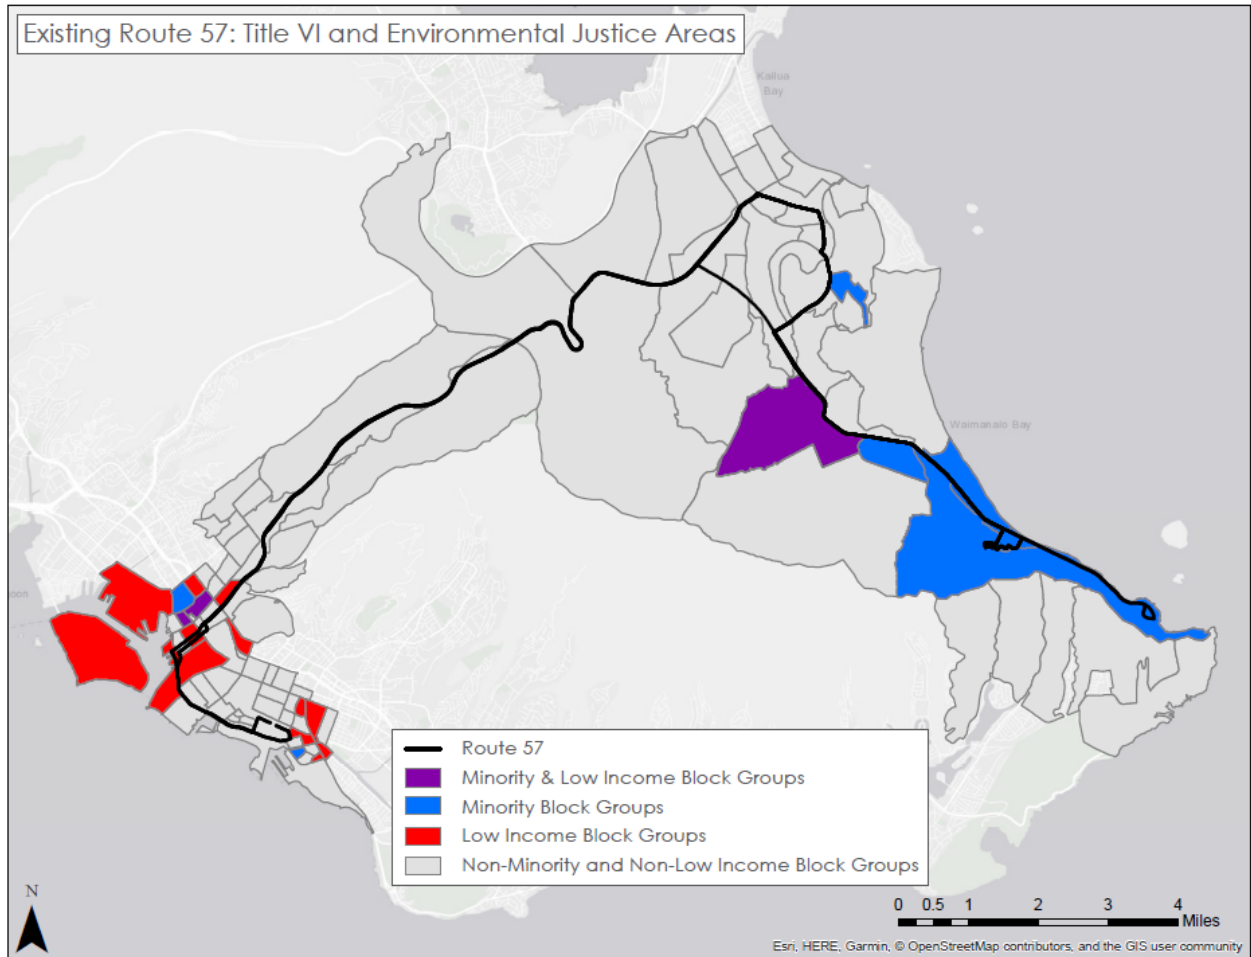 Existing Route 57: Title VI and Environmental Justice Areas
Kailua
Bay
Waimanalo Bay
Route 57
Minority & Low Income Block Groups
Minority Block Groups
Low Income Block Groups
Non-Minority and Non-Low Income Block Groups
N
0 0.5 1 2 3 4
Miles
Esri, HERE, Garmin, © OpenStreetMap contributors, and the GIS user community